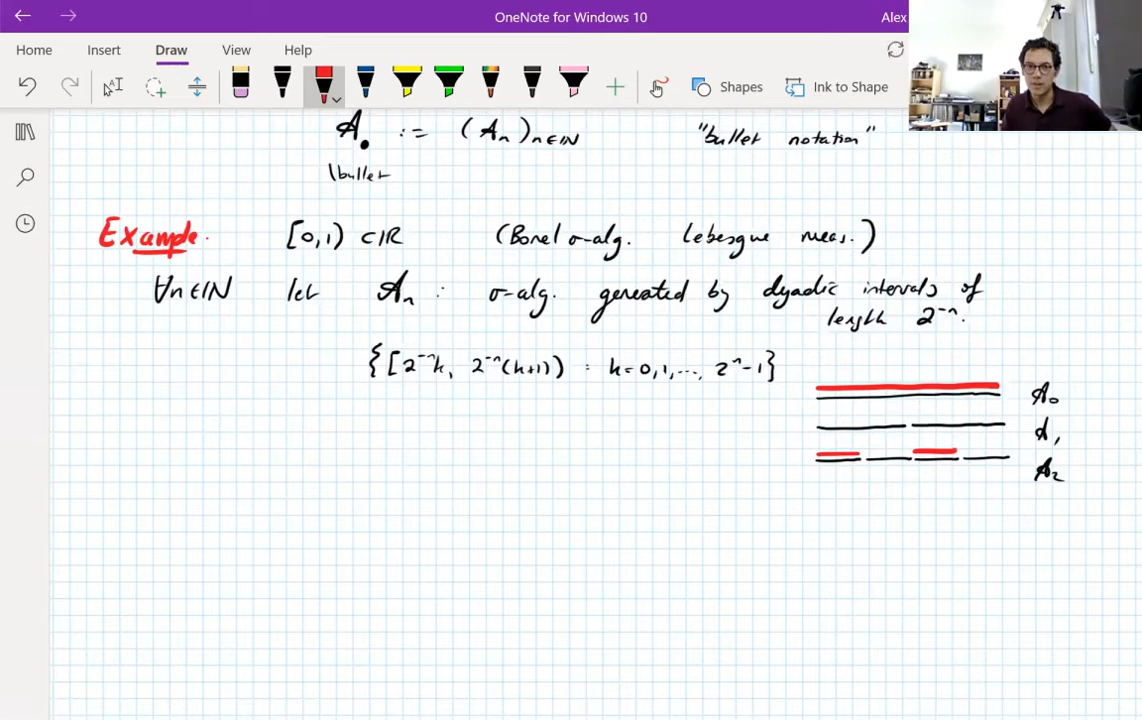 OneNote for Windows 10
Alex
Home Insert Draw View Help
Shapes Ink to Shape
A• := (An)n∈ℕ "bullet notation"
\bullet
Example. [0,1) ⊂ ℝ (Borel σ-alg. Lebesgue meas.)
∀n∈ℕ let An : σ-alg. generated by dyadic intervals of
length 2⁻ⁿ.
{[2⁻ⁿk, 2⁻ⁿ(k+1)) : k=0,1,..., 2ⁿ-1}
A₀
A₁
A₂